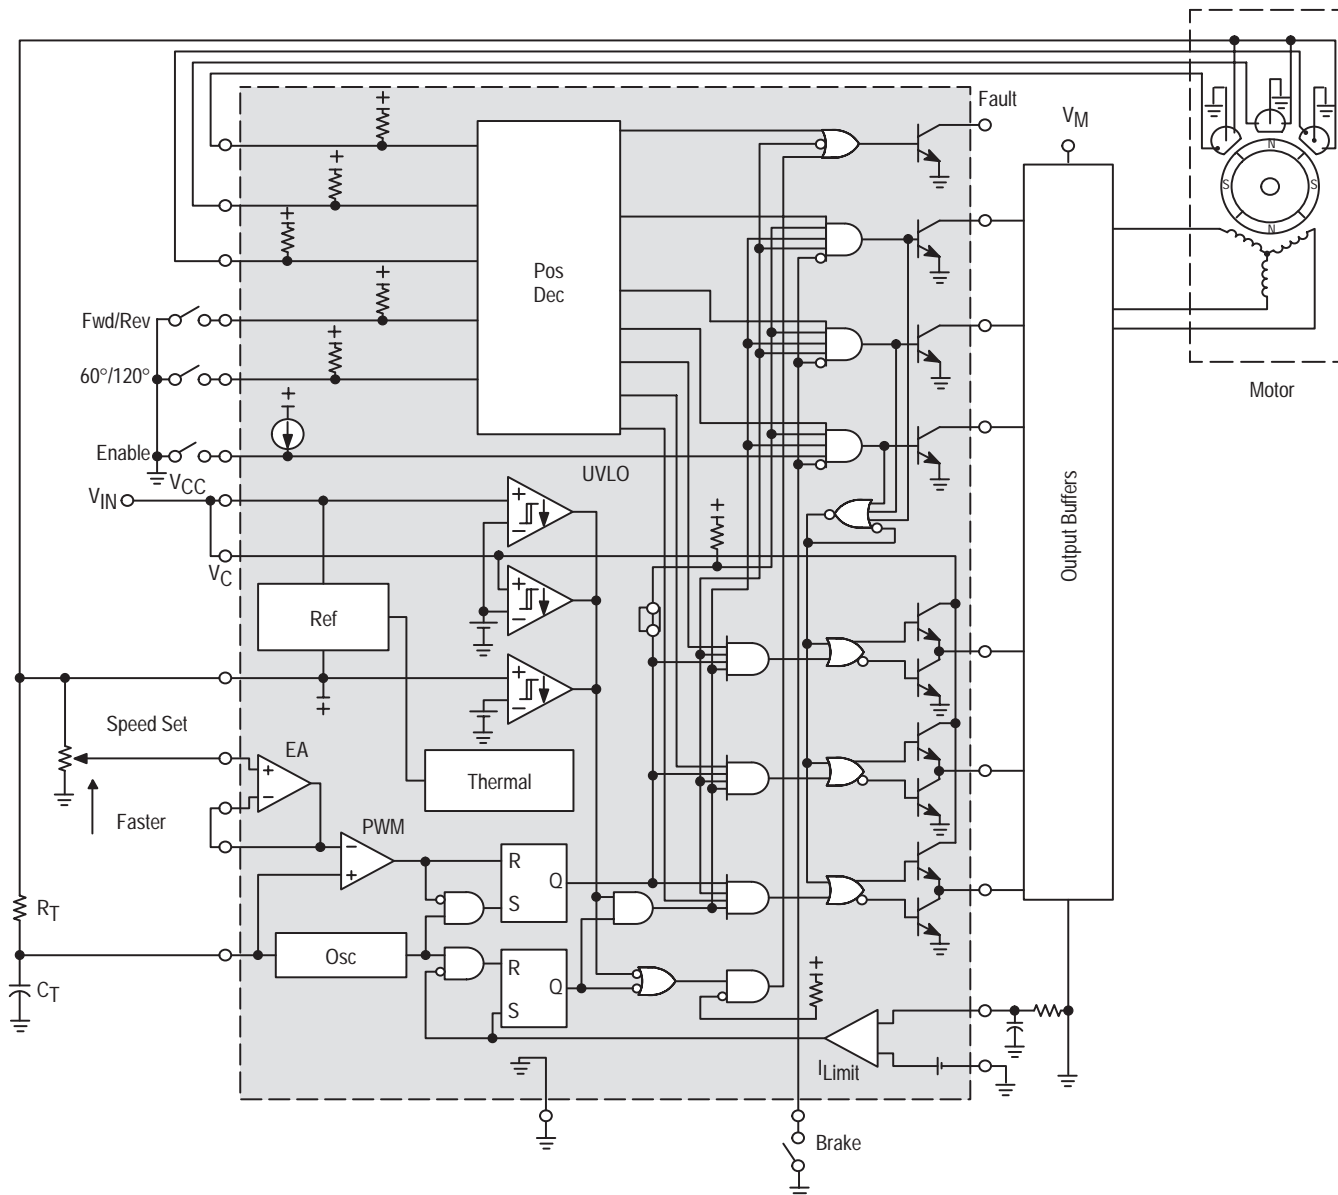 Fault
VM
N
S
S
N
Motor
Pos
Dec
Fwd/Rev
60°/120°
Enable
VIN
VCC
VC
UVLO
Output Buffers
Ref
Speed Set
Faster
EA
Thermal
PWM
R
Q
S
RT
Osc
CT
R
Q
S
ILimit
Brake